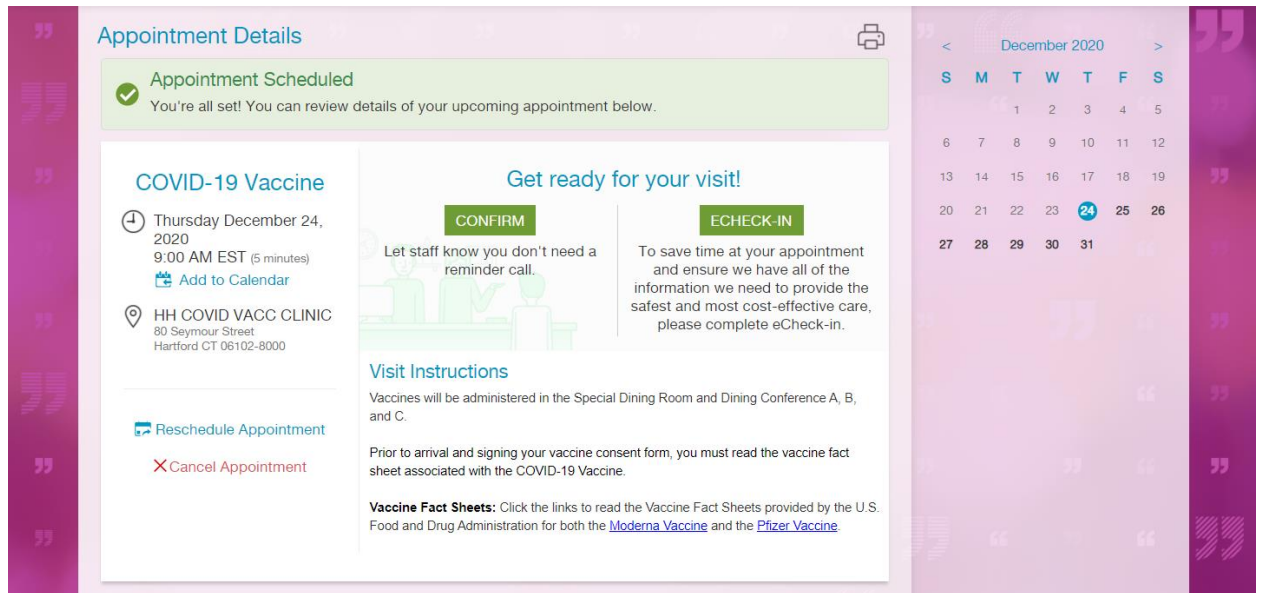 Appointment Details
Appointment Scheduled
You're all set! You can review details of your upcoming appointment below.
COVID-19 Vaccine
Thursday December 24,
2020
9:00 AM EST (5 minutes)
Add to Calendar
HH COVID VACC CLINIC
80 Seymour Street
Hartford CT 06102-8000
Reschedule Appointment
Cancel Appointment
Get ready for your visit!
CONFIRM
Let staff know you don't need a
reminder call.
ECHECK-IN
To save time at your appointment
and ensure we have all of the
information we need to provide the
safest and most cost-effective care,
please complete eCheck-in.
Visit Instructions
Vaccines will be administered in the Special Dining Room and Dining Conference A, B,
and C.
Prior to arrival and signing your vaccine consent form, you must read the vaccine fact
sheet associated with the COVID-19 Vaccine.
Vaccine Fact Sheets: Click the links to read the Vaccine Fact Sheets provided by the U.S.
Food and Drug Administration for both the Moderna Vaccine and the Pfizer Vaccine.
< December 2020 >
S M T W T F S
1 2 3 4 5
6 7 8 9 10 11 12
13 14 15 16 17 18 19
20 21 22 23 24 25 26
27 28 29 30 31